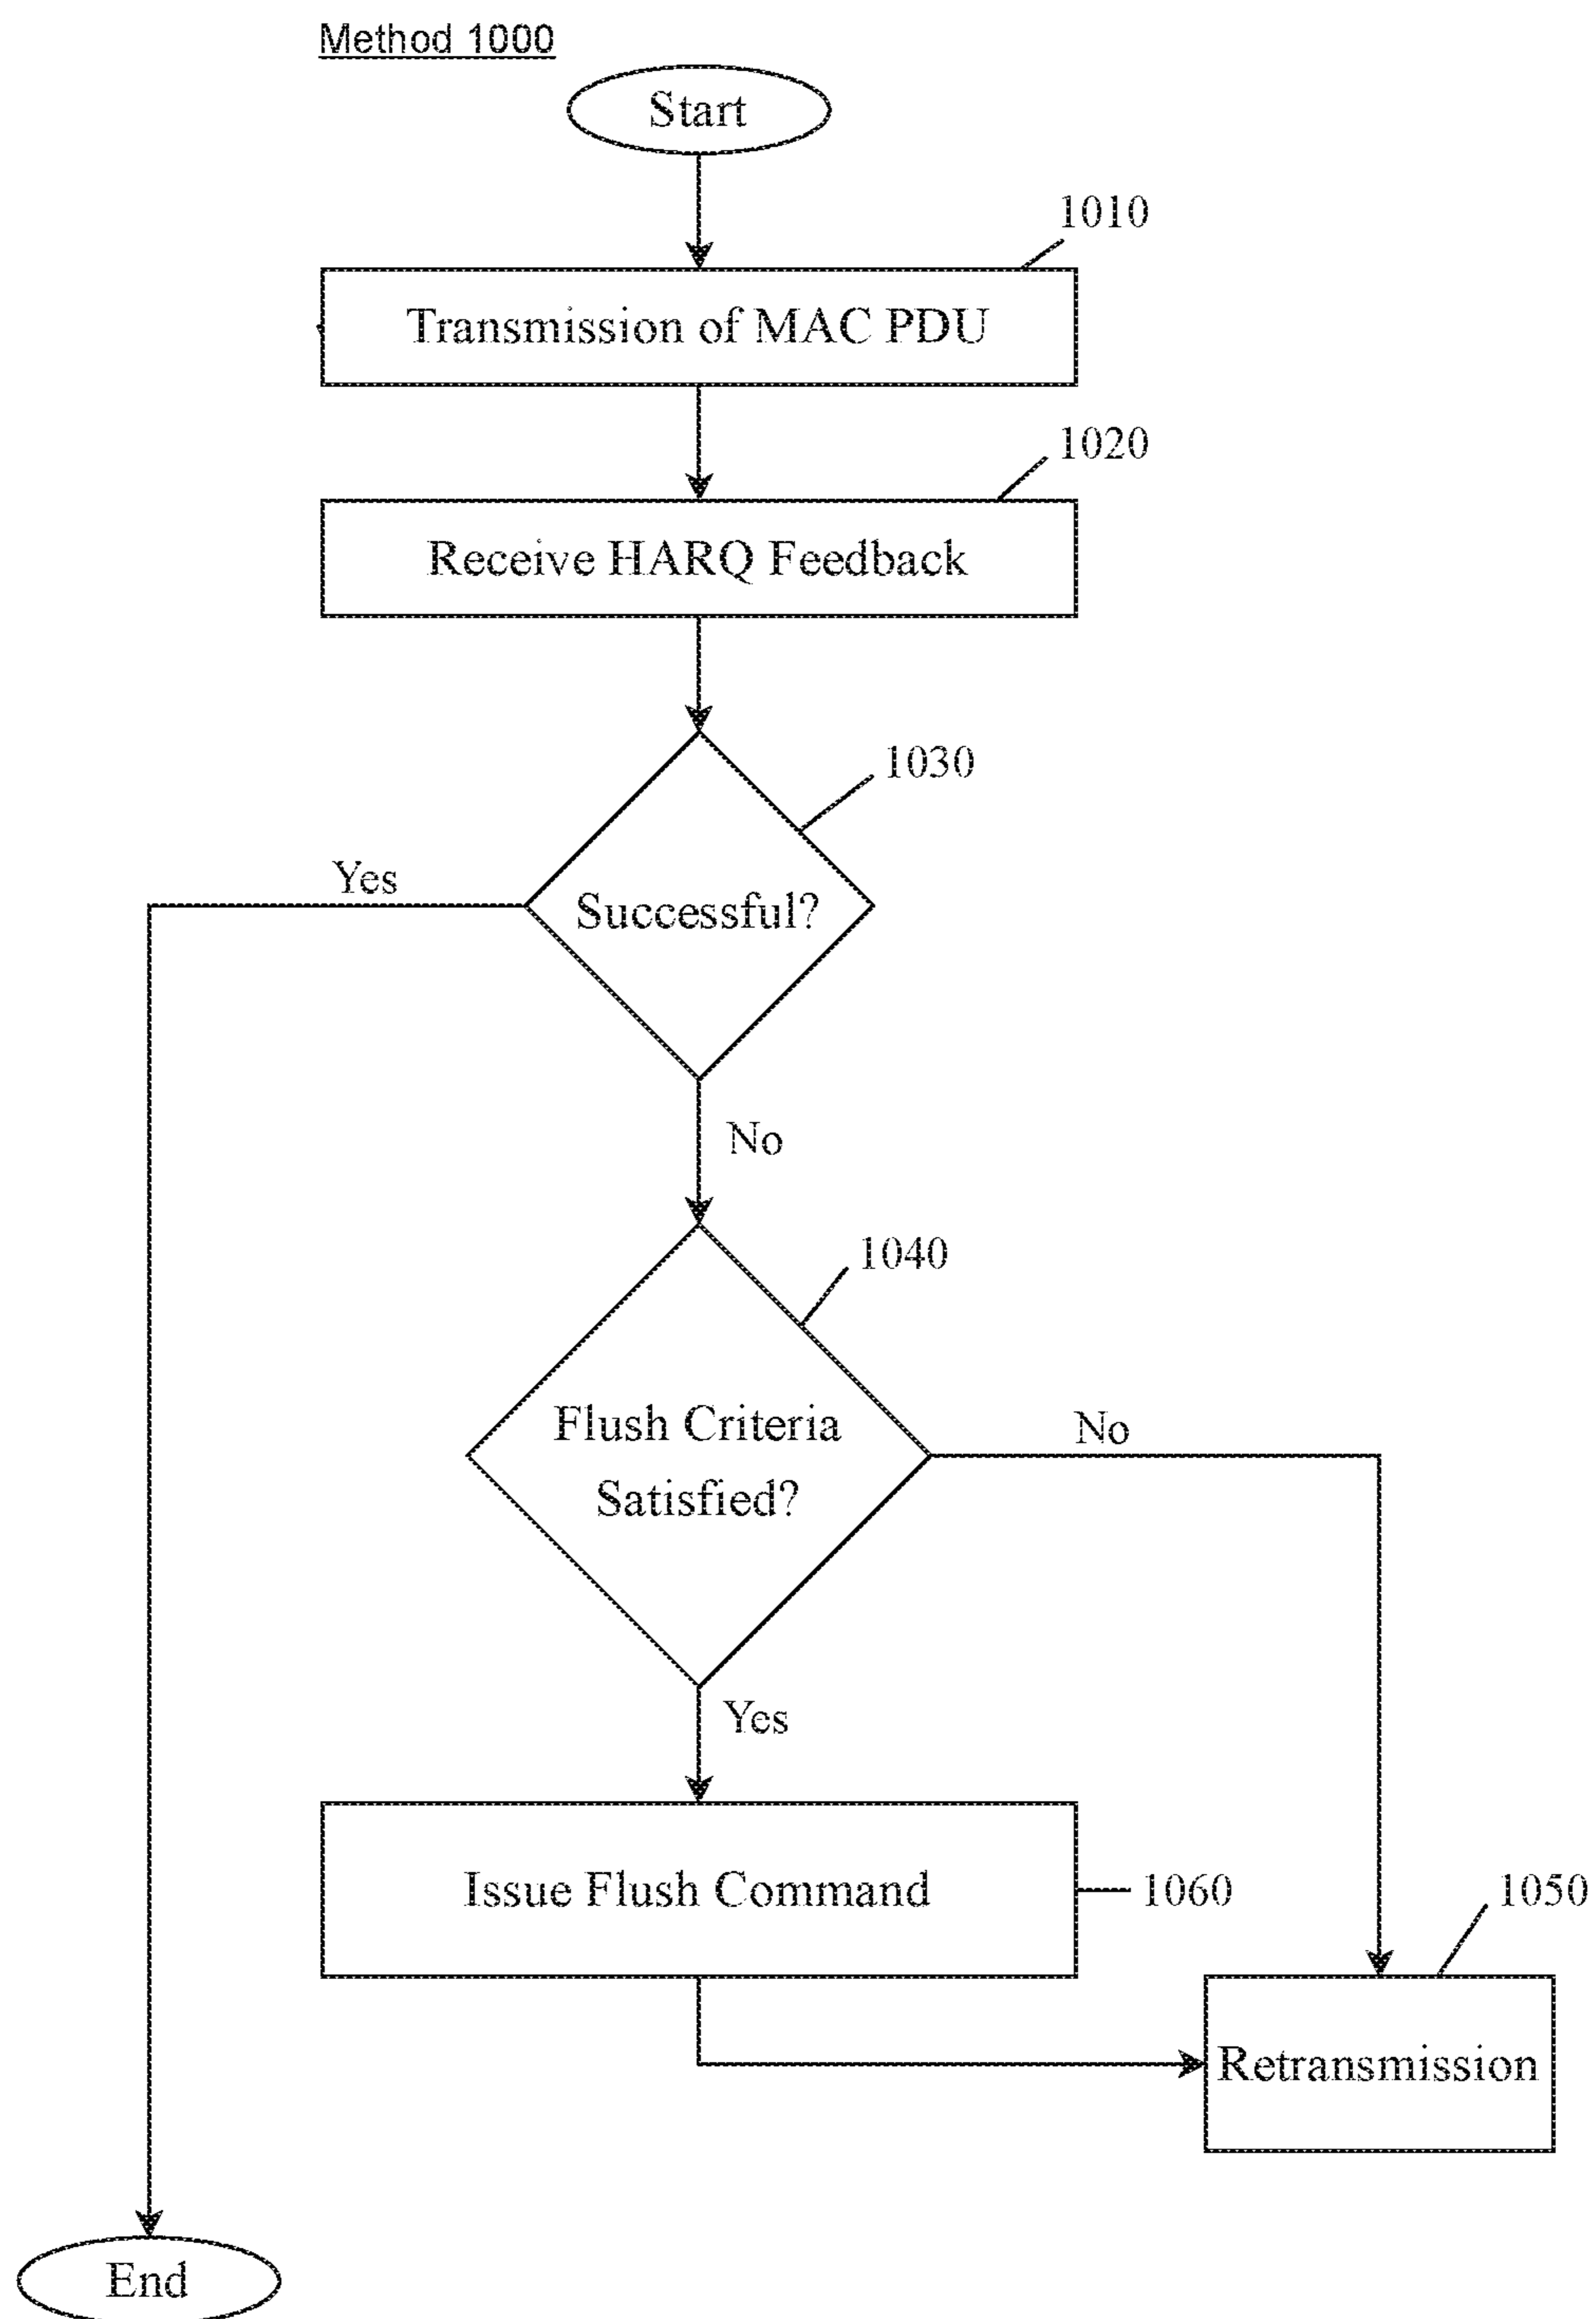 Method 1000
Start
1010
Transmission of MAC PDU
1020
Receive HARQ Feedback
1030
Yes
Successful?
No
1040
Flush Criteria
Satisfied?
No
Yes
Issue Flush Command
1060
1050
Retransmission
End